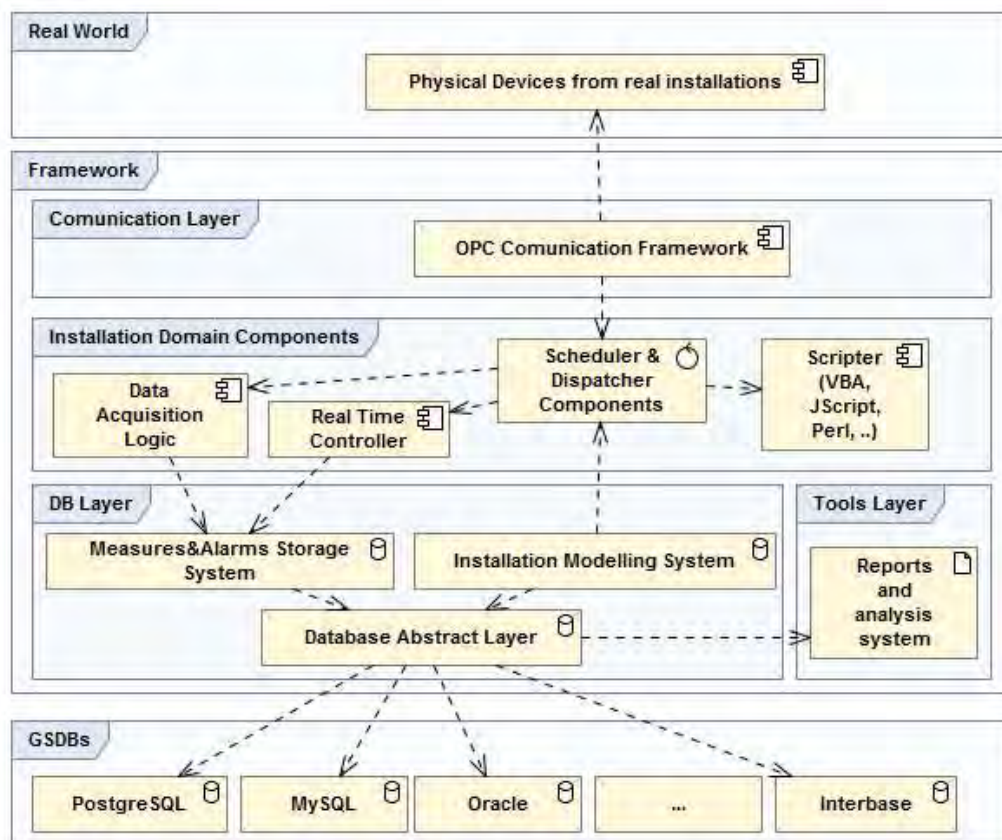 Real World
Physical Devices from real installations
Framework
Comunication Layer
OPC Comunication Framework
Installation Domain Components
Data
Acquisition
Logic
Real Time
Controller
Scheduler &
Dispatcher
Components
Scripter
(VBA,
JScript,
Perl, ..)
DB Layer
Measures&Alarms Storage
System
Installation Modelling System
Database Abstract Layer
Tools Layer
Reports
and
analysis
system
GSDBs
PostgreSQL
MySQL
Oracle
...
Interbase